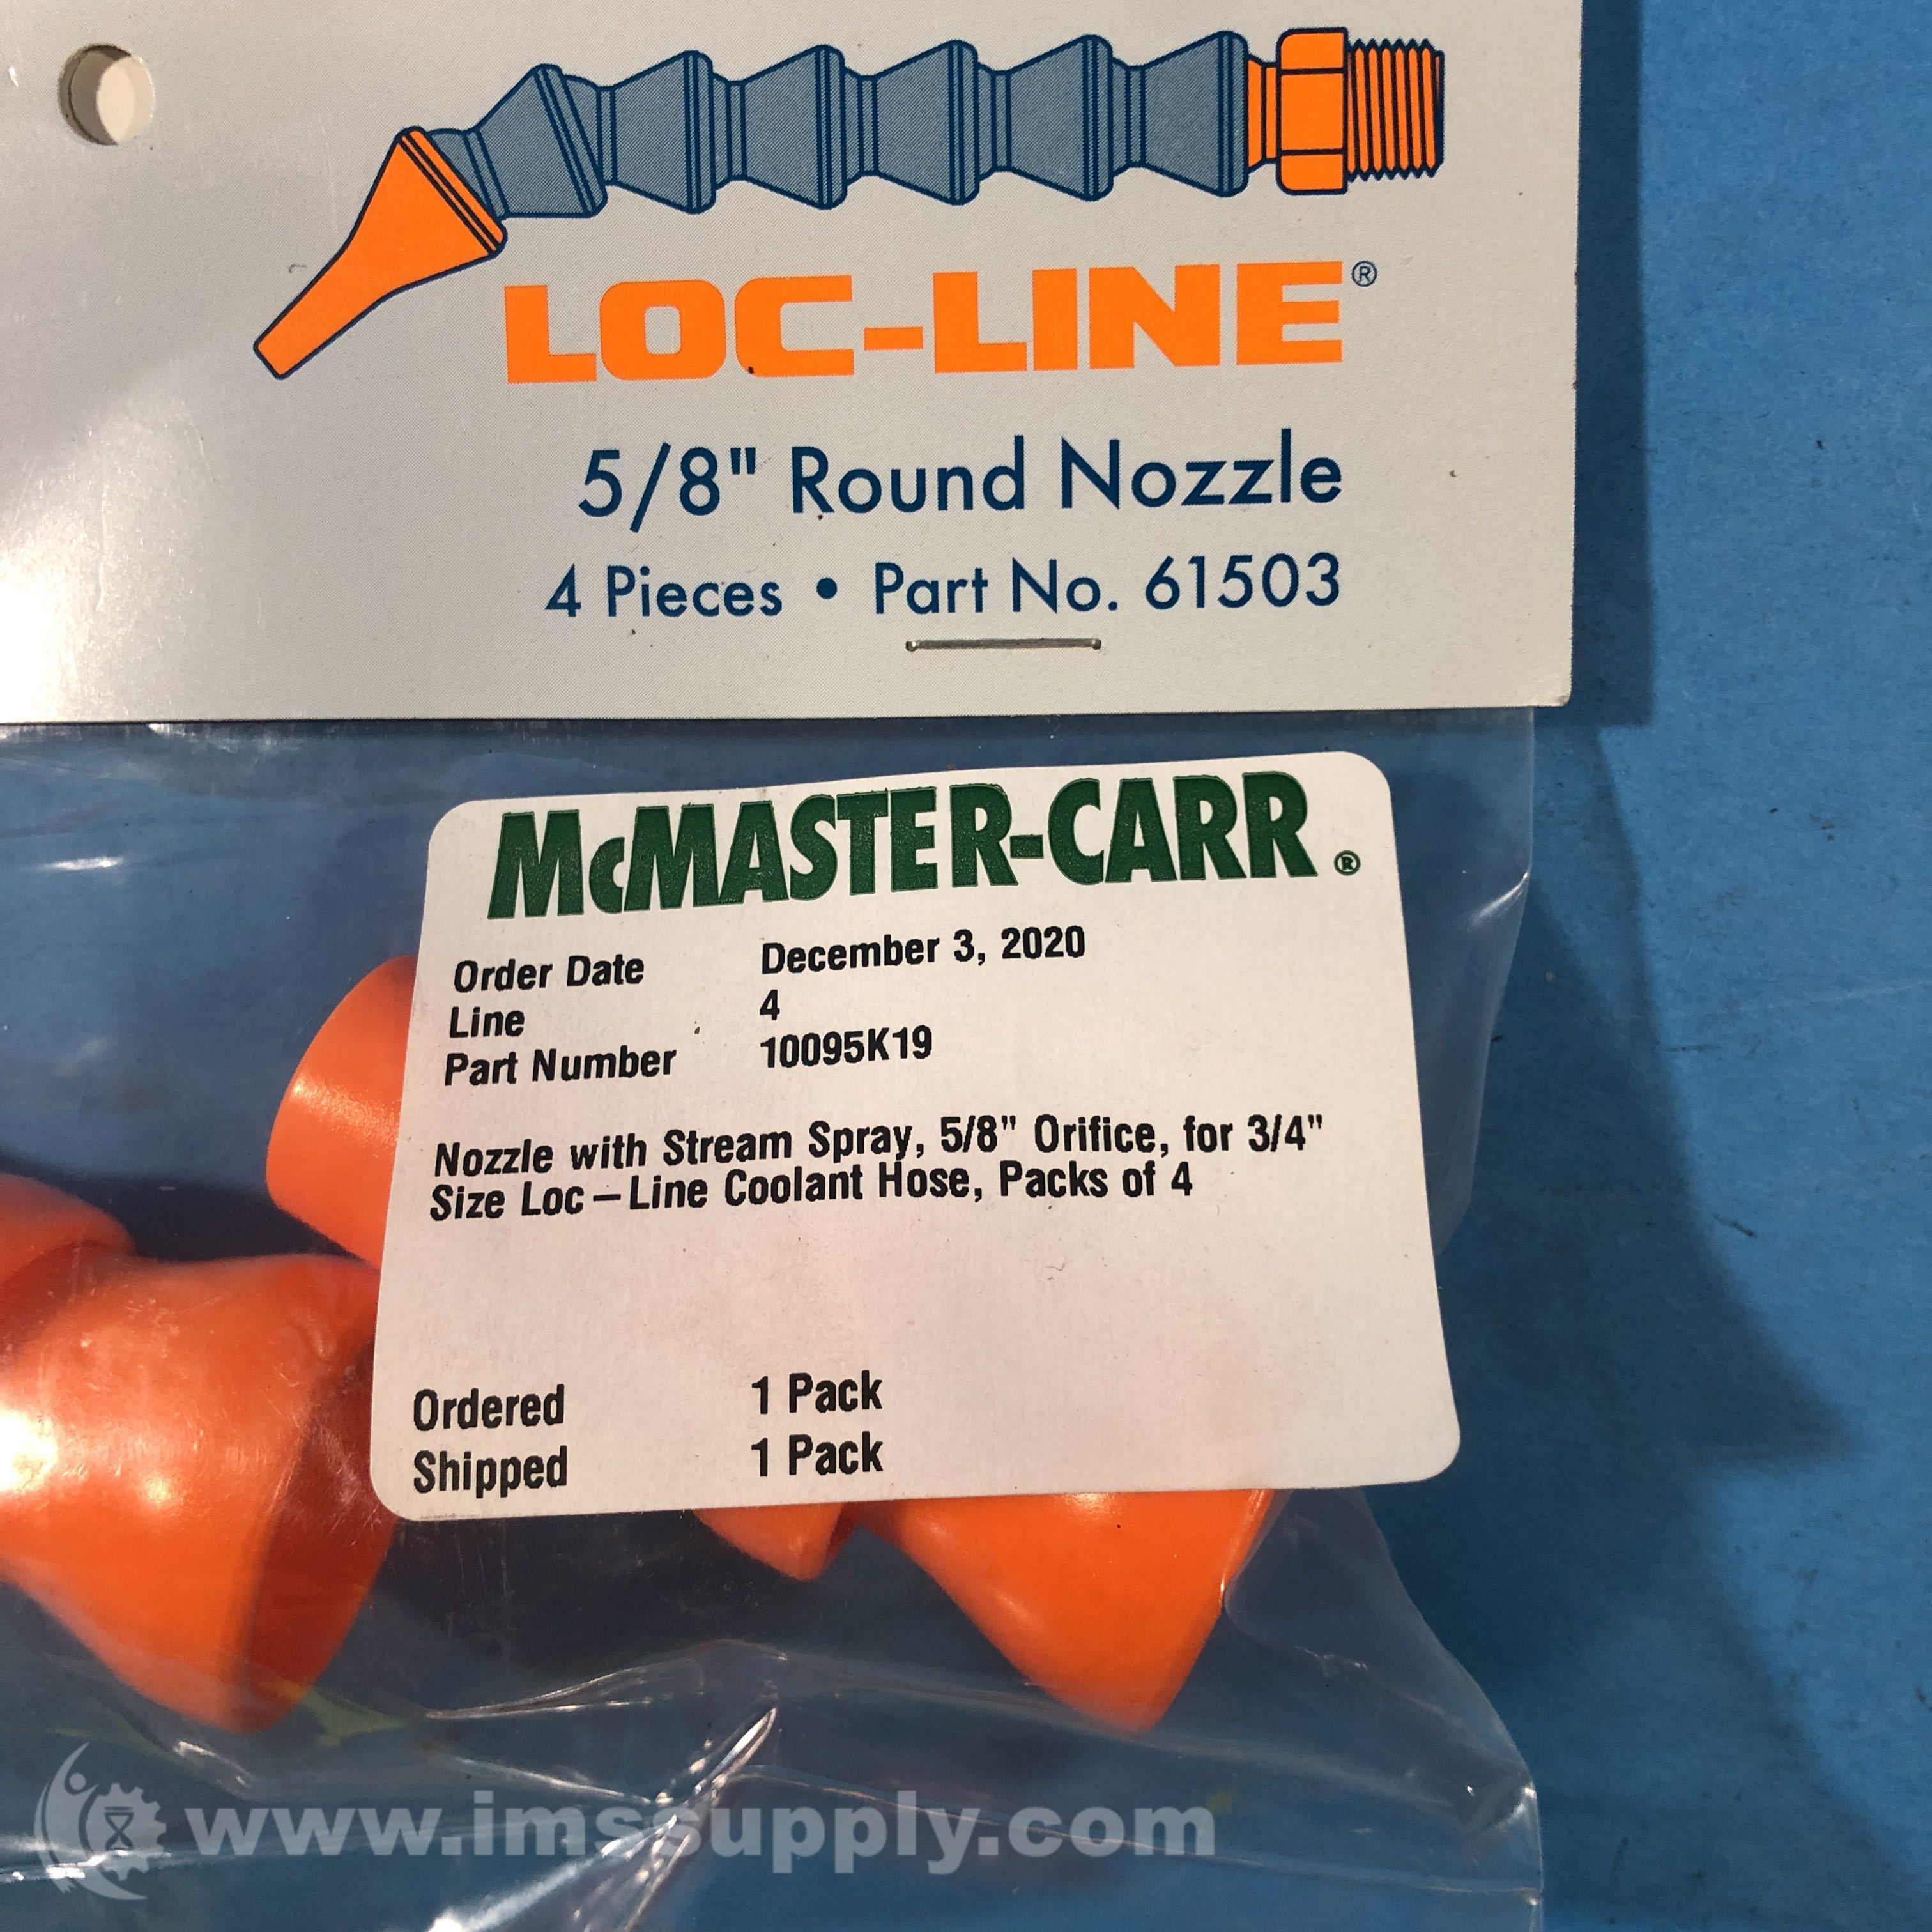 LOC-LINE®
5/8" Round Nozzle
4 Pieces • Part No. 61503
McMASTER-CARR®
Order Date December 3, 2020
Line 4
Part Number 10095K19
Nozzle with Stream Spray, 5/8" Orifice, for 3/4"
Size Loc–Line Coolant Hose, Packs of 4
Ordered 1 Pack
Shipped 1 Pack
www.imssupply.com